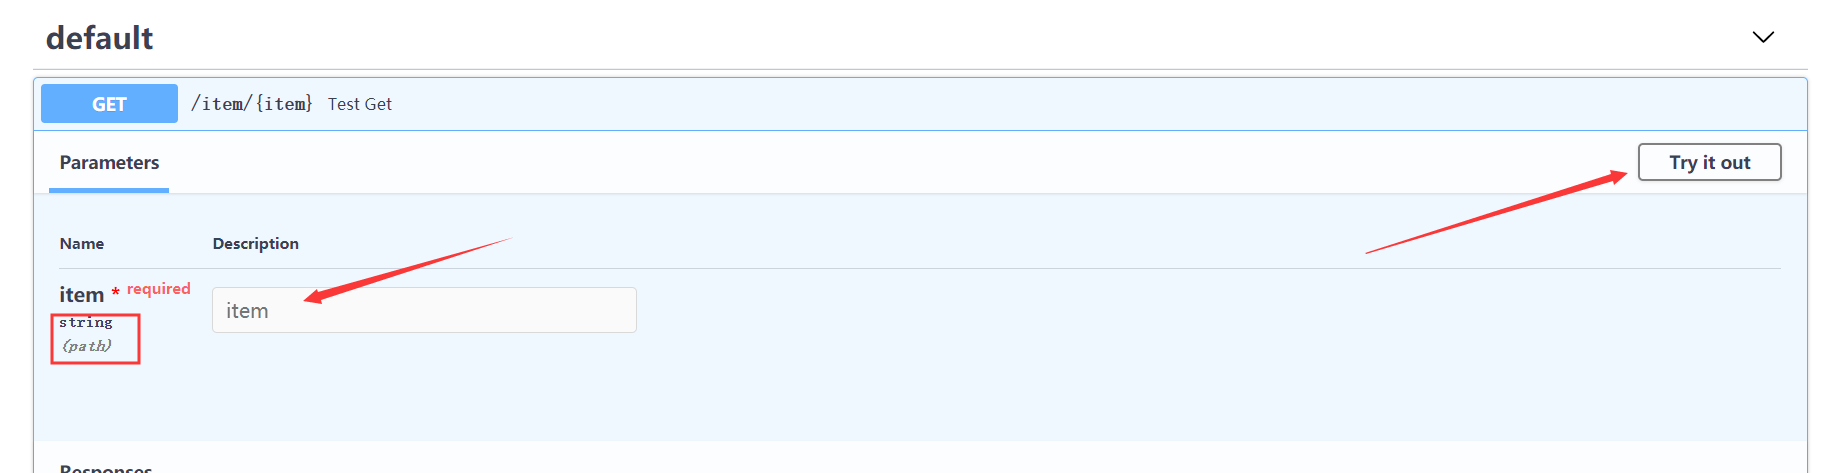 default
GET /item/{item} Test Get
Parameters
Try it out
Name Description
item * required
string
(path)
item
Responses